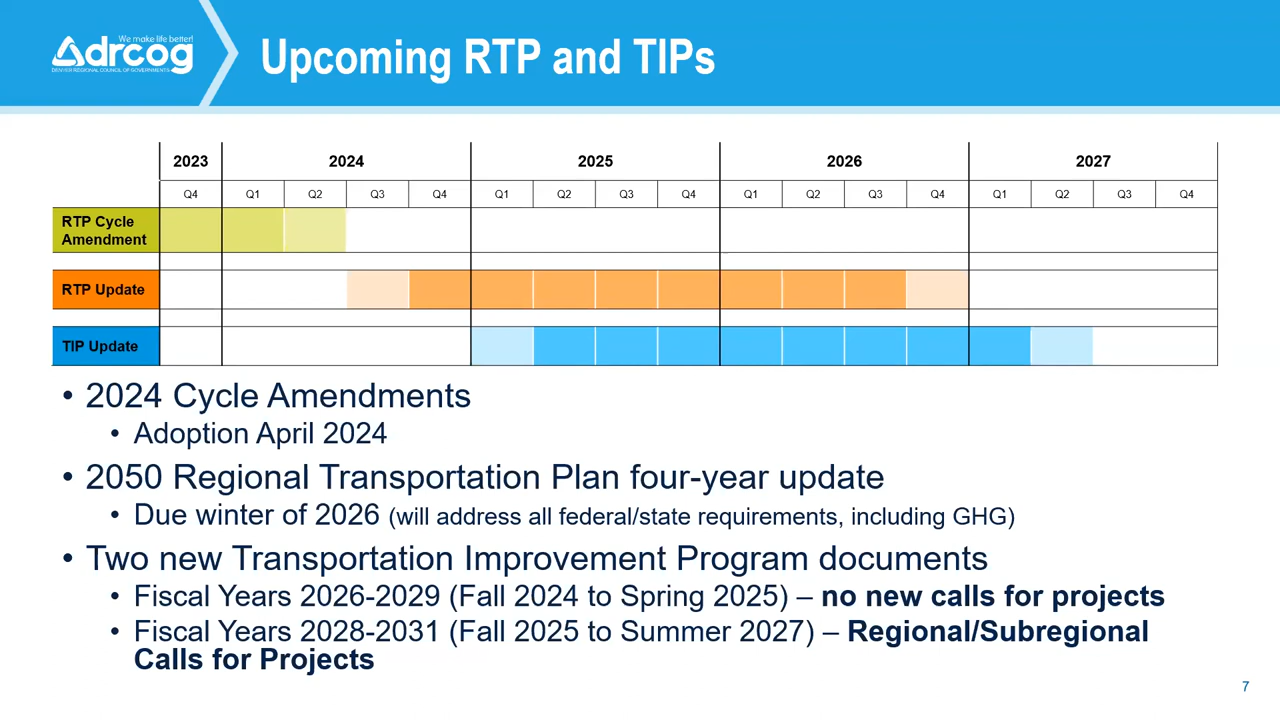 We make life better!
drcog
DENVER REGIONAL COUNCIL OF GOVERNMENTS
Upcoming RTP and TIPs
2023 2024 2025 2026 2027
Q4 Q1 Q2 Q3 Q4 Q1 Q2 Q3 Q4 Q1 Q2 Q3 Q4 Q1 Q2 Q3 Q4
RTP Cycle
Amendment
RTP Update
TIP Update
• 2024 Cycle Amendments
• Adoption April 2024
• 2050 Regional Transportation Plan four-year update
• Due winter of 2026 (will address all federal/state requirements, including GHG)
• Two new Transportation Improvement Program documents
• Fiscal Years 2026-2029 (Fall 2024 to Spring 2025) – no new calls for projects
• Fiscal Years 2028-2031 (Fall 2025 to Summer 2027) – Regional/Subregional
Calls for Projects
7